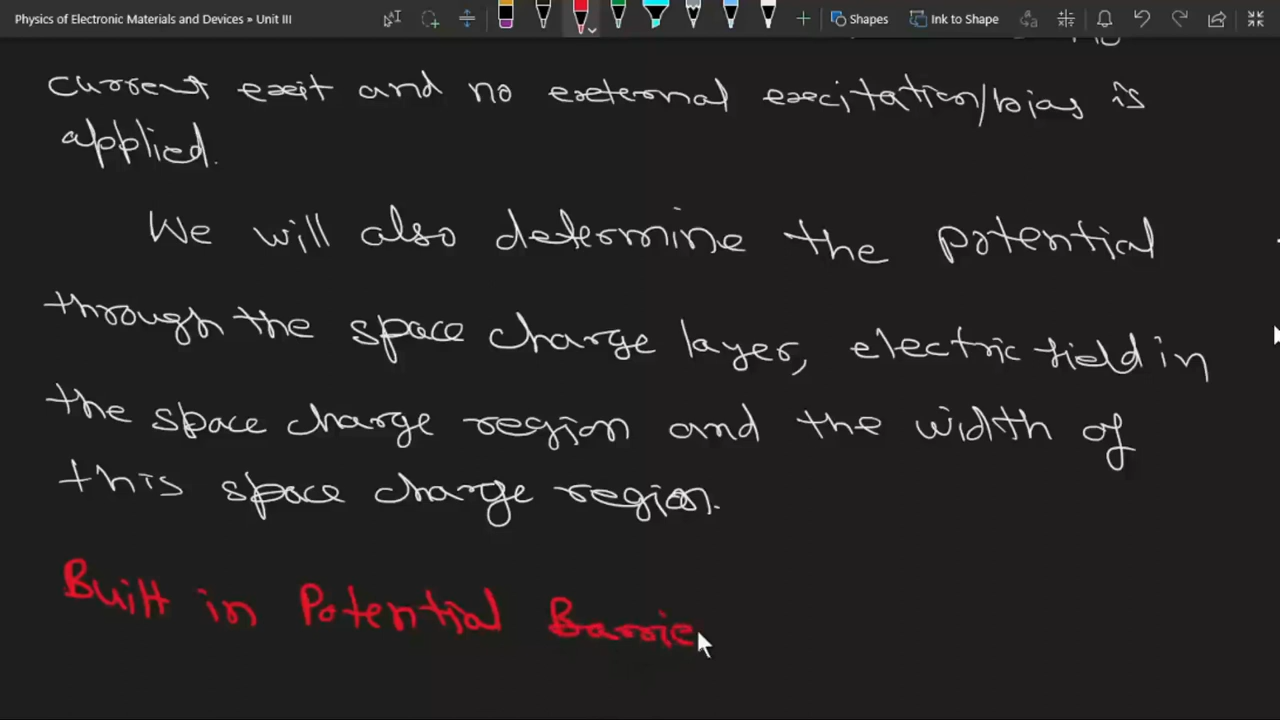 Physics of Electronic Materials and Devices » Unit III
Shapes
Ink to Shape
current exit and no external excitation/bias is
applied.
We will also determine the potential
through the space charge layer, electric field in
the space charge region and the width of
this space charge region.
Built in Potential Barrie